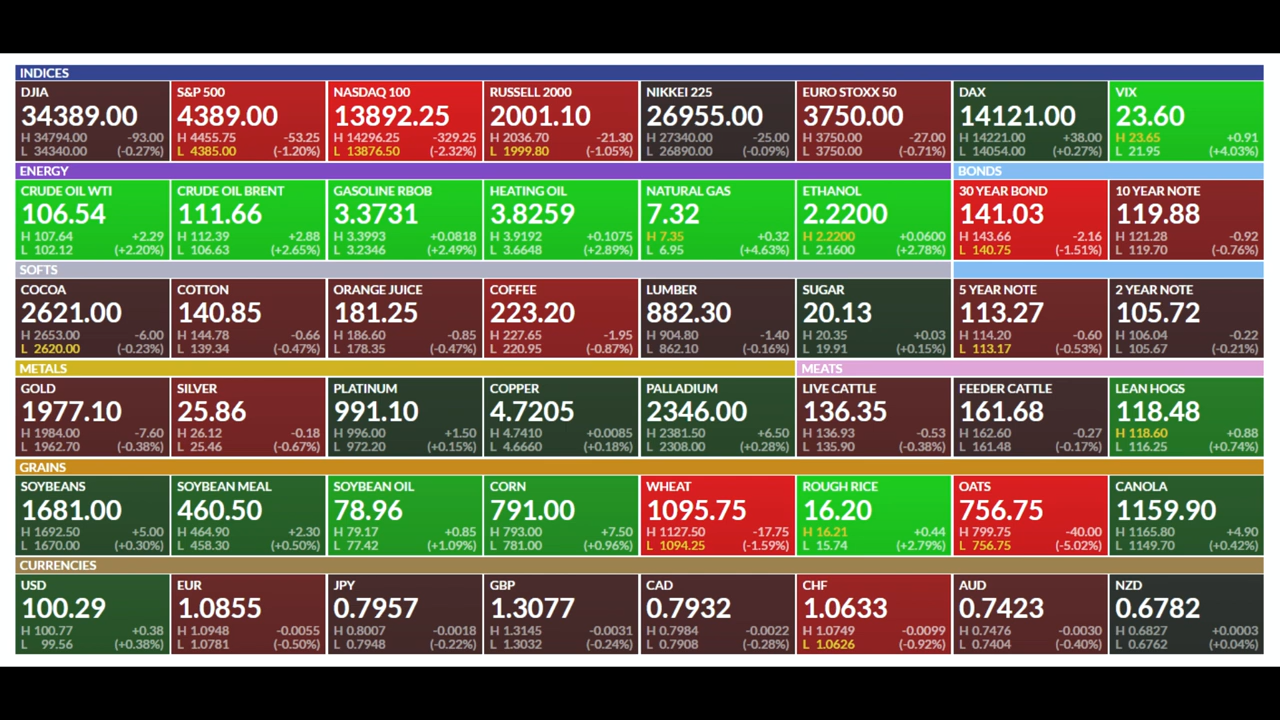 INDICES
DJIA S&P 500 NASDAQ 100 RUSSELL 2000 NIKKEI 225 EURO STOXX 50 DAX VIX
34389.00 4389.00 13892.25 2001.10 26955.00 3750.00 14121.00 23.60
H 34794.00 -93.00 H 4455.75 -53.25 H 14296.25 -329.25 H 2036.70 -21.30 H 27340.00 -25.00 H 3750.00 -27.00 H 14221.00 +38.00 H 23.65 +0.91
L 34340.00 (-0.27%) L 4385.00 (-1.20%) L 13876.50 (-2.32%) L 1999.80 (-1.05%) L 26890.00 (-0.09%) L 3750.00 (-0.71%) L 14054.00 (+0.27%) L 21.95 (+4.03%)
ENERGY BONDS
CRUDE OIL WTI CRUDE OIL BRENT GASOLINE RBOB HEATING OIL NATURAL GAS ETHANOL 30 YEAR BOND 10 YEAR NOTE
106.54 111.66 3.3731 3.8259 7.32 2.2200 141.03 119.88
H 107.64 +2.29 H 112.39 +2.88 H 3.3993 +0.0818 H 3.9192 +0.1075 H 7.35 +0.32 H 2.2200 +0.0600 H 143.66 -2.16 H 121.28 -0.92
L 102.12 (+2.20%) L 106.63 (+2.65%) L 3.2346 (+2.49%) L 3.6648 (+2.89%) L 6.95 (+4.63%) L 2.1600 (+2.78%) L 140.75 (-1.51%) L 119.70 (-0.76%)
SOFTS
COCOA COTTON ORANGE JUICE COFFEE LUMBER SUGAR 5 YEAR NOTE 2 YEAR NOTE
2621.00 140.85 181.25 223.20 882.30 20.13 113.27 105.72
H 2653.00 -6.00 H 144.78 -0.66 H 186.60 -0.85 H 227.65 -1.95 H 904.80 -1.40 H 20.35 +0.03 H 114.20 -0.60 H 106.04 -0.22
L 2620.00 (-0.23%) L 139.34 (-0.47%) L 178.35 (-0.47%) L 220.95 (-0.87%) L 862.10 (-0.16%) L 19.91 (+0.15%) L 113.17 (-0.53%) L 105.67 (-0.21%)
METALS MEATS
GOLD SILVER PLATINUM COPPER PALLADIUM LIVE CATTLE FEEDER CATTLE LEAN HOGS
1977.10 25.86 991.10 4.7205 2346.00 136.35 161.68 118.48
H 1984.00 -7.60 H 26.12 -0.18 H 996.00 +1.50 H 4.7410 +0.0085 H 2381.50 +6.50 H 136.93 -0.53 H 162.60 -0.27 H 118.60 +0.88
L 1962.70 (-0.38%) L 25.46 (-0.67%) L 972.20 (+0.15%) L 4.6660 (+0.18%) L 2308.00 (+0.28%) L 135.90 (-0.38%) L 161.48 (-0.17%) L 116.25 (+0.74%)
GRAINS
SOYBEANS SOYBEAN MEAL SOYBEAN OIL CORN WHEAT ROUGH RICE OATS CANOLA
1681.00 460.50 78.96 791.00 1095.75 16.20 756.75 1159.90
H 1692.50 +5.00 H 464.90 +2.30 H 79.17 +0.85 H 793.00 +7.50 H 1127.50 -17.75 H 16.21 +0.44 H 799.75 -40.00 H 1165.80 +4.90
L 1670.00 (+0.30%) L 458.30 (+0.50%) L 77.42 (+1.09%) L 781.00 (+0.96%) L 1094.25 (-1.59%) L 15.74 (+2.79%) L 756.75 (-5.02%) L 1149.70 (+0.42%)
CURRENCIES
USD EUR JPY GBP CAD CHF AUD NZD
100.29 1.0855 0.7957 1.3077 0.7932 1.0633 0.7423 0.6782
H 100.77 +0.38 H 1.0948 -0.0055 H 0.8007 -0.0018 H 1.3145 -0.0031 H 0.7984 -0.0022 H 1.0749 -0.0099 H 0.7476 -0.0030 H 0.6827 +0.0003
L 99.56 (+0.38%) L 1.0781 (-0.50%) L 0.7948 (-0.22%) L 1.3032 (-0.24%) L 0.7908 (-0.28%) L 1.0626 (-0.92%) L 0.7404 (-0.40%) L 0.6762 (+0.04%)